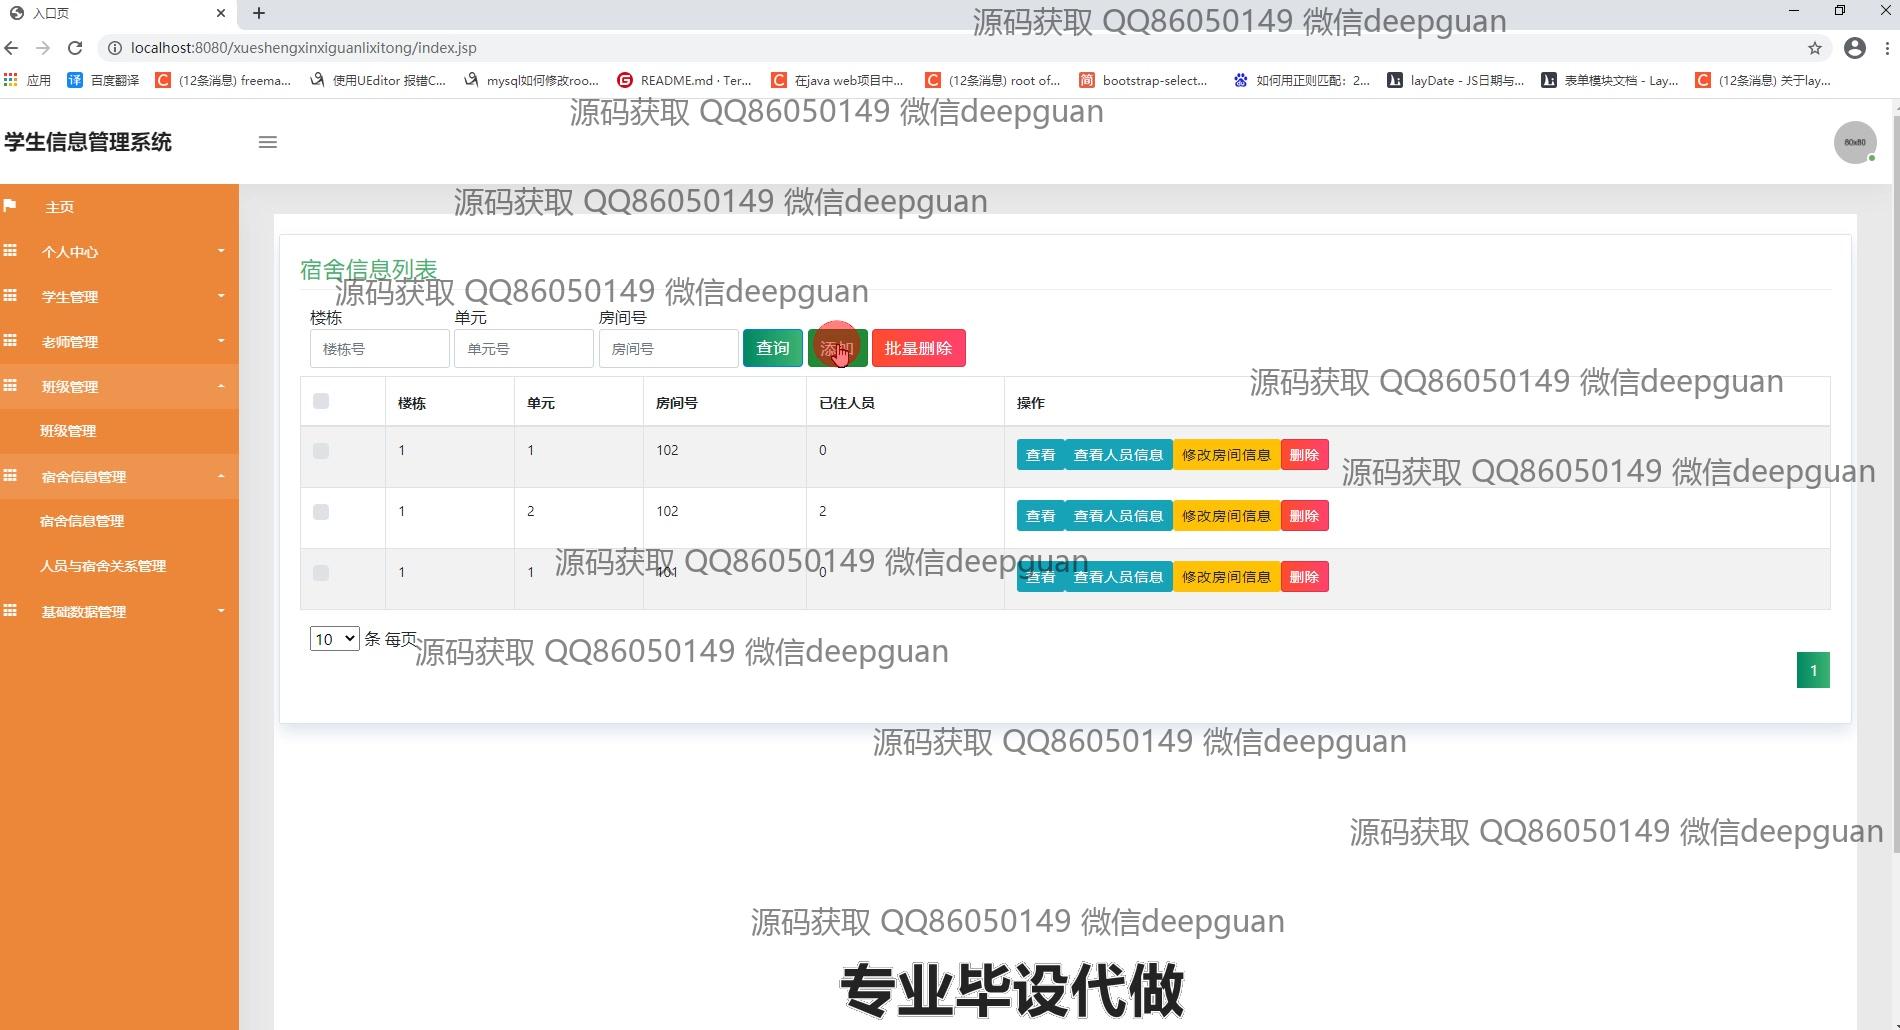 入口页
源码获取 QQ86050149 微信deepguan
localhost:8080/xueshengxinxiguanlixitong/index.jsp
应用 译 百度翻译 C (12条消息) freema... 使用UEditor 报错C... mysql如何修改roo... G README.md · Ter... C 在java web项目中... C (12条消息) root of... 简 bootstrap-select... 如何用正则匹配：2... layDate - JS日期与... 表单模块文档 - Lay... C (12条消息) 关于lay...
源码获取 QQ86050149 微信deepguan
学生信息管理系统
80x80
源码获取 QQ86050149 微信deepguan
主页
个人中心
学生管理
老师管理
班级管理
班级管理
宿舍信息管理
宿舍信息管理
人员与宿舍关系管理
基础数据管理
宿舍信息列表
源码获取 QQ86050149 微信deepguan
楼栋 单元 房间号
楼栋号 单元号 房间号 查询 添加 批量删除
源码获取 QQ86050149 微信deepguan
楼栋 单元 房间号 已住人员 操作
1 1 102 0 查看 查看人员信息 修改房间信息 删除
源码获取 QQ86050149 微信deepguan
1 2 102 2 查看 查看人员信息 修改房间信息 删除
源码获取 QQ86050149 微信deepguan
1 1 101 0 查看 查看人员信息 修改房间信息 删除
10 条 每页
源码获取 QQ86050149 微信deepguan
1
源码获取 QQ86050149 微信deepguan
源码获取 QQ86050149 微信deepguan
源码获取 QQ86050149 微信deepguan
专业毕设代做